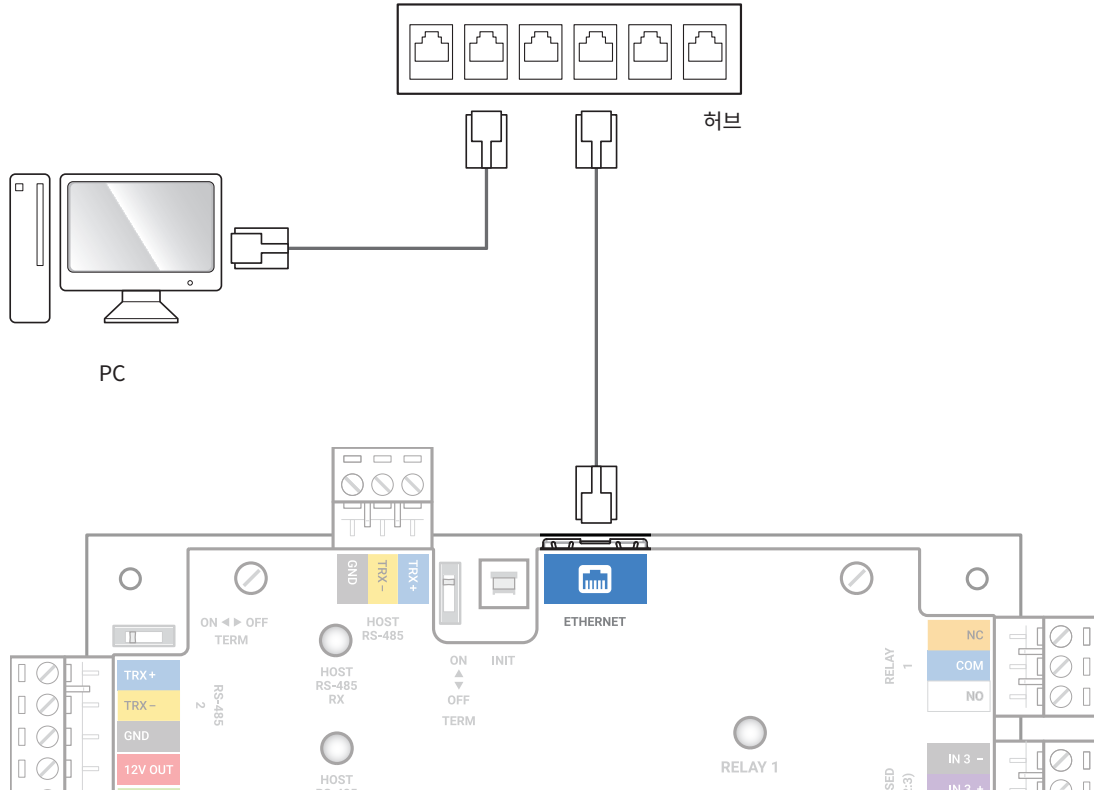 허브
PC
GND
TRX -
TRX +
ETHERNET
ON ◀ ▶ OFF
TERM
HOST
RS-485
HOST
RS-485
RX
ON
▲
▼
OFF
TERM
INIT
TRX +
TRX -
GND
12V OUT
RS-485
2
RELAY
1
NC
COM
NO
RELAY 1
HOST
IN 3 -
IN 3 +